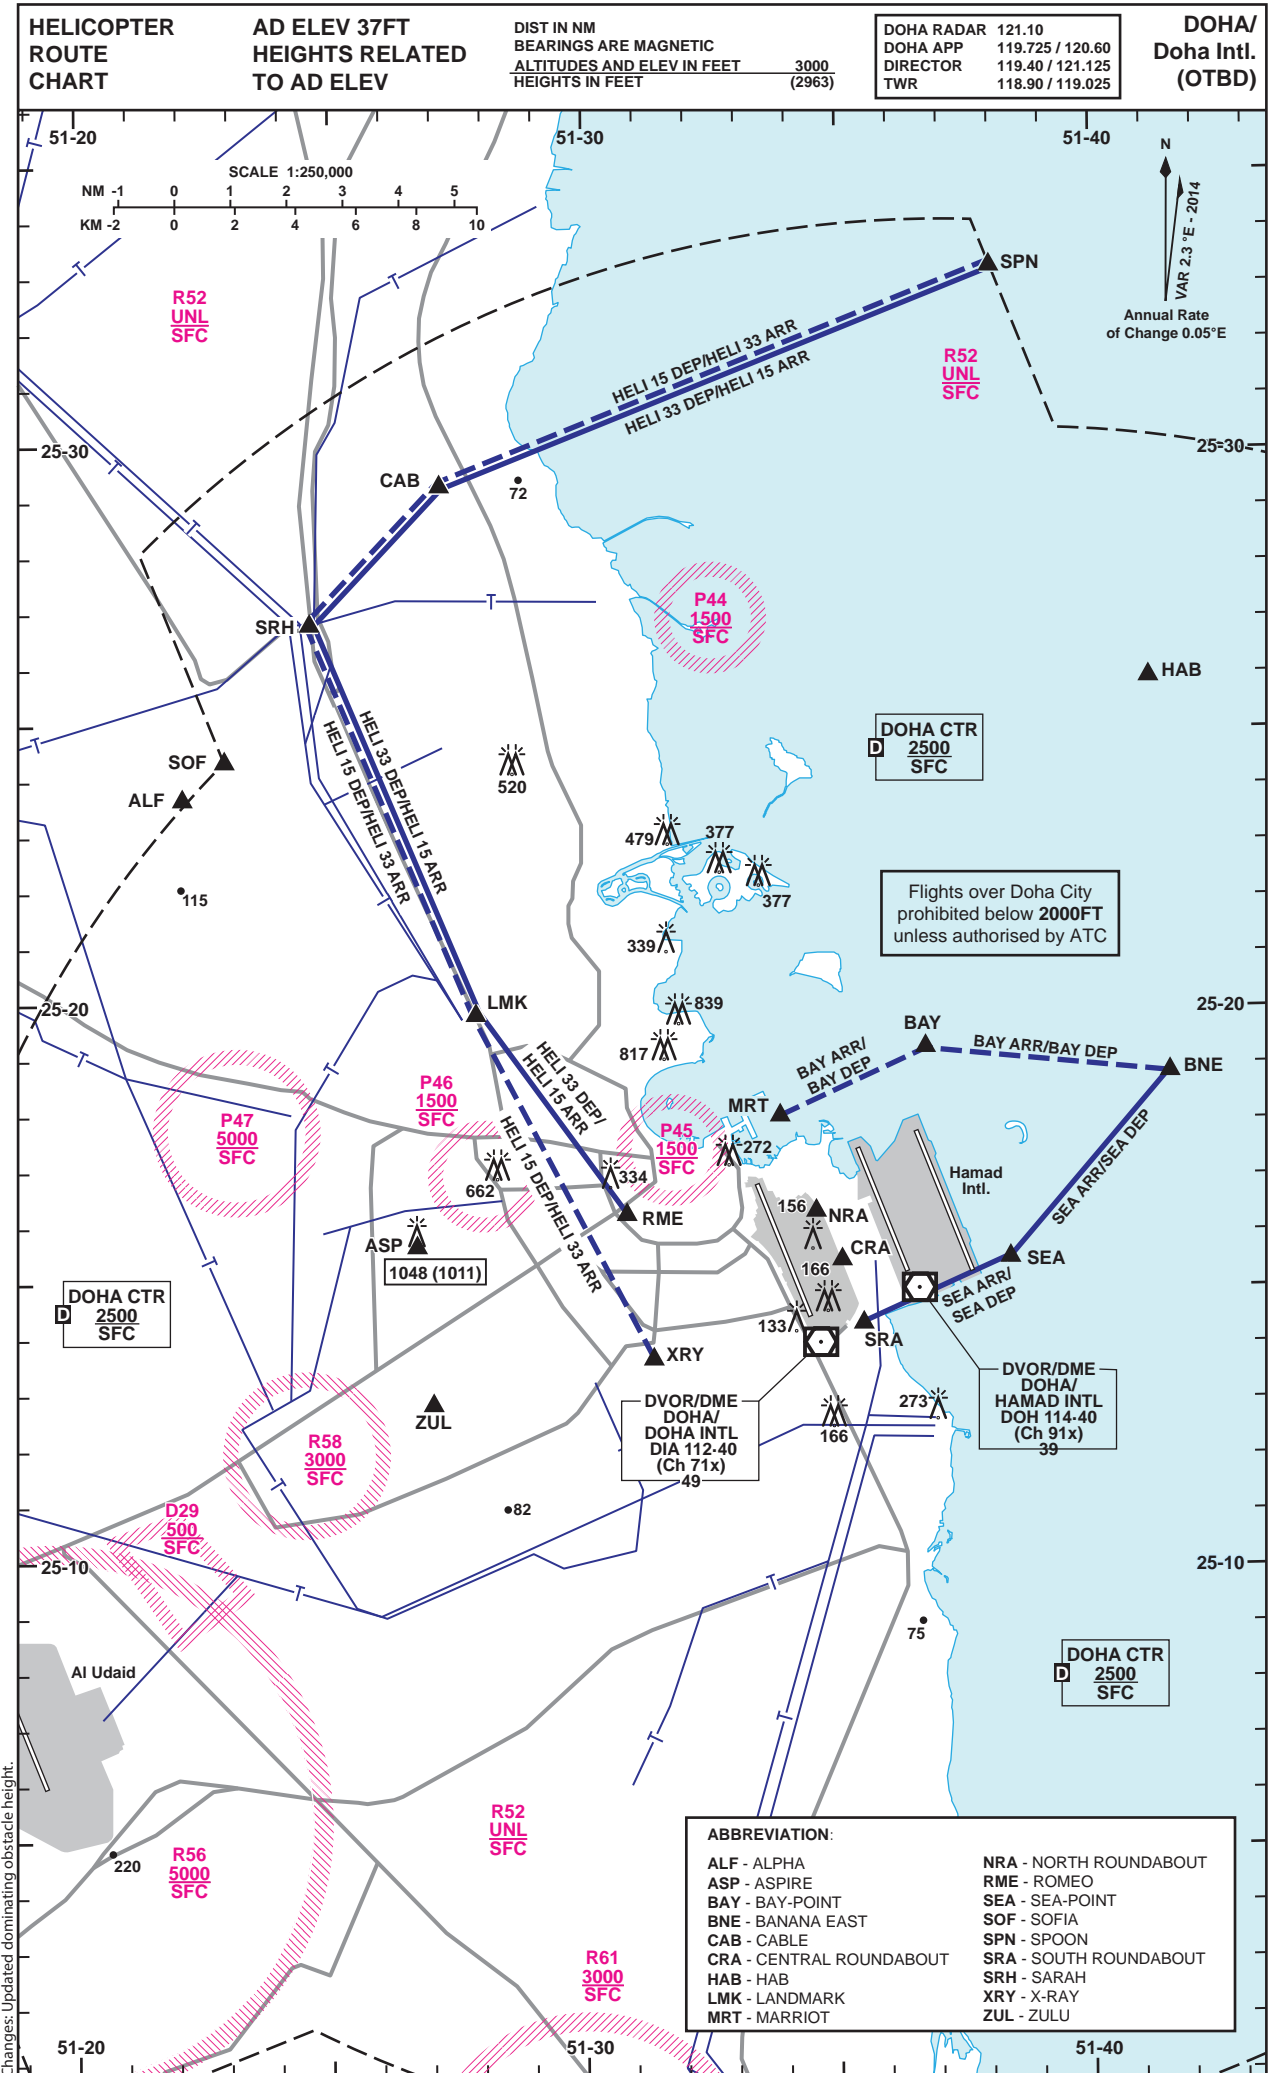 HELICOPTER
ROUTE
CHART
AD ELEV 37FT
HEIGHTS RELATED
TO AD ELEV
DIST IN NM
BEARINGS ARE MAGNETIC
ALTITUDES AND ELEV IN FEET 3000
HEIGHTS IN FEET (2963)
DOHA RADAR 121.10
DOHA APP 119.725 / 120.60
DIRECTOR 119.40 / 121.125
TWR 118.90 / 119.025
DOHA/
Doha Intl.
(OTBD)
51-20
51-30
51-40
SCALE 1:250,000
NM -1 0 1 2 3 4 5
KM -2 0 2 4 6 8 10
N
VAR 2.3 °E - 2014
Annual Rate
of Change 0.05°E
T
T
T
SPN
R52
UNL
SFC
HELI 15 DEP/HELI 33 ARR
HELI 33 DEP/HELI 15 ARR
R52
UNL
SFC
25-30
25-30
T
CAB
72
T
P44
1500
SFC
T
SRH
HAB
HELI 33 DEP/HELI 15 ARR
HELI 15 DEP/HELI 33 ARR
T
DOHA CTR
D
2500
SFC
SOF
T
520
ALF
479
377
377
115
T
Flights over Doha City
prohibited below 2000FT
unless authorised by ATC
339
25-20
LMK
839
25-20
BAY
817
BAY ARR/
BAY DEP
BAY ARR/BAY DEP
BNE
T
T
HELI 33 DEP/
HELI 15 ARR
P46
1500
SFC
MRT
P47
5000
SFC
P45
1500
SFC
272
HELI 15 DEP/HELI 33 ARR
SEA ARR/SEA DEP
Hamad
Intl.
662
334
156
NRA
RME
ASP
1048 (1011)
CRA
SEA
166
SEA ARR/
SEA DEP
DOHA CTR
D
2500
SFC
133
SRA
XRY
DVOR/DME
DOHA/
HAMAD INTL
DOH 114·40
(Ch 91x)
39
DVOR/DME
DOHA/
DOHA INTL
DIA 112·40
(Ch 71x)
49
273
166
ZUL
R58
3000
SFC
T
82
D29
500
SFC
25-10
25-10
T
T
75
DOHA CTR
D
2500
SFC
Al Udaid
T
T
R52
UNL
SFC
R56
5000
SFC
220
R61
3000
SFC
ABBREVIATION:
ALF - ALPHA
ASP - ASPIRE
BAY - BAY-POINT
BNE - BANANA EAST
CAB - CABLE
CRA - CENTRAL ROUNDABOUT
HAB - HAB
LMK - LANDMARK
MRT - MARRIOT
NRA - NORTH ROUNDABOUT
RME - ROMEO
SEA - SEA-POINT
SOF - SOFIA
SPN - SPOON
SRA - SOUTH ROUNDABOUT
SRH - SARAH
XRY - X-RAY
ZUL - ZULU
51-20
51-30
51-40
Changes: Updated dominating obstacle height.